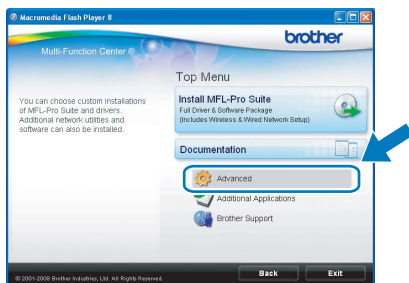 Macromedia Flash Player 8
brother
Multi-Function Center ®
Top Menu
You can choose custom installations
of MFL-Pro Suite and drivers.
Additional network utilities and
software can also be installed.
Install MFL-Pro Suite
Full Driver & Software Package
(Includes Wireless & Wired Network Setup)
Documentation
Advanced
Additional Applications
Brother Support
© 2001-2008 Brother Industries, Ltd. All Rights Reserved.
Back
Exit